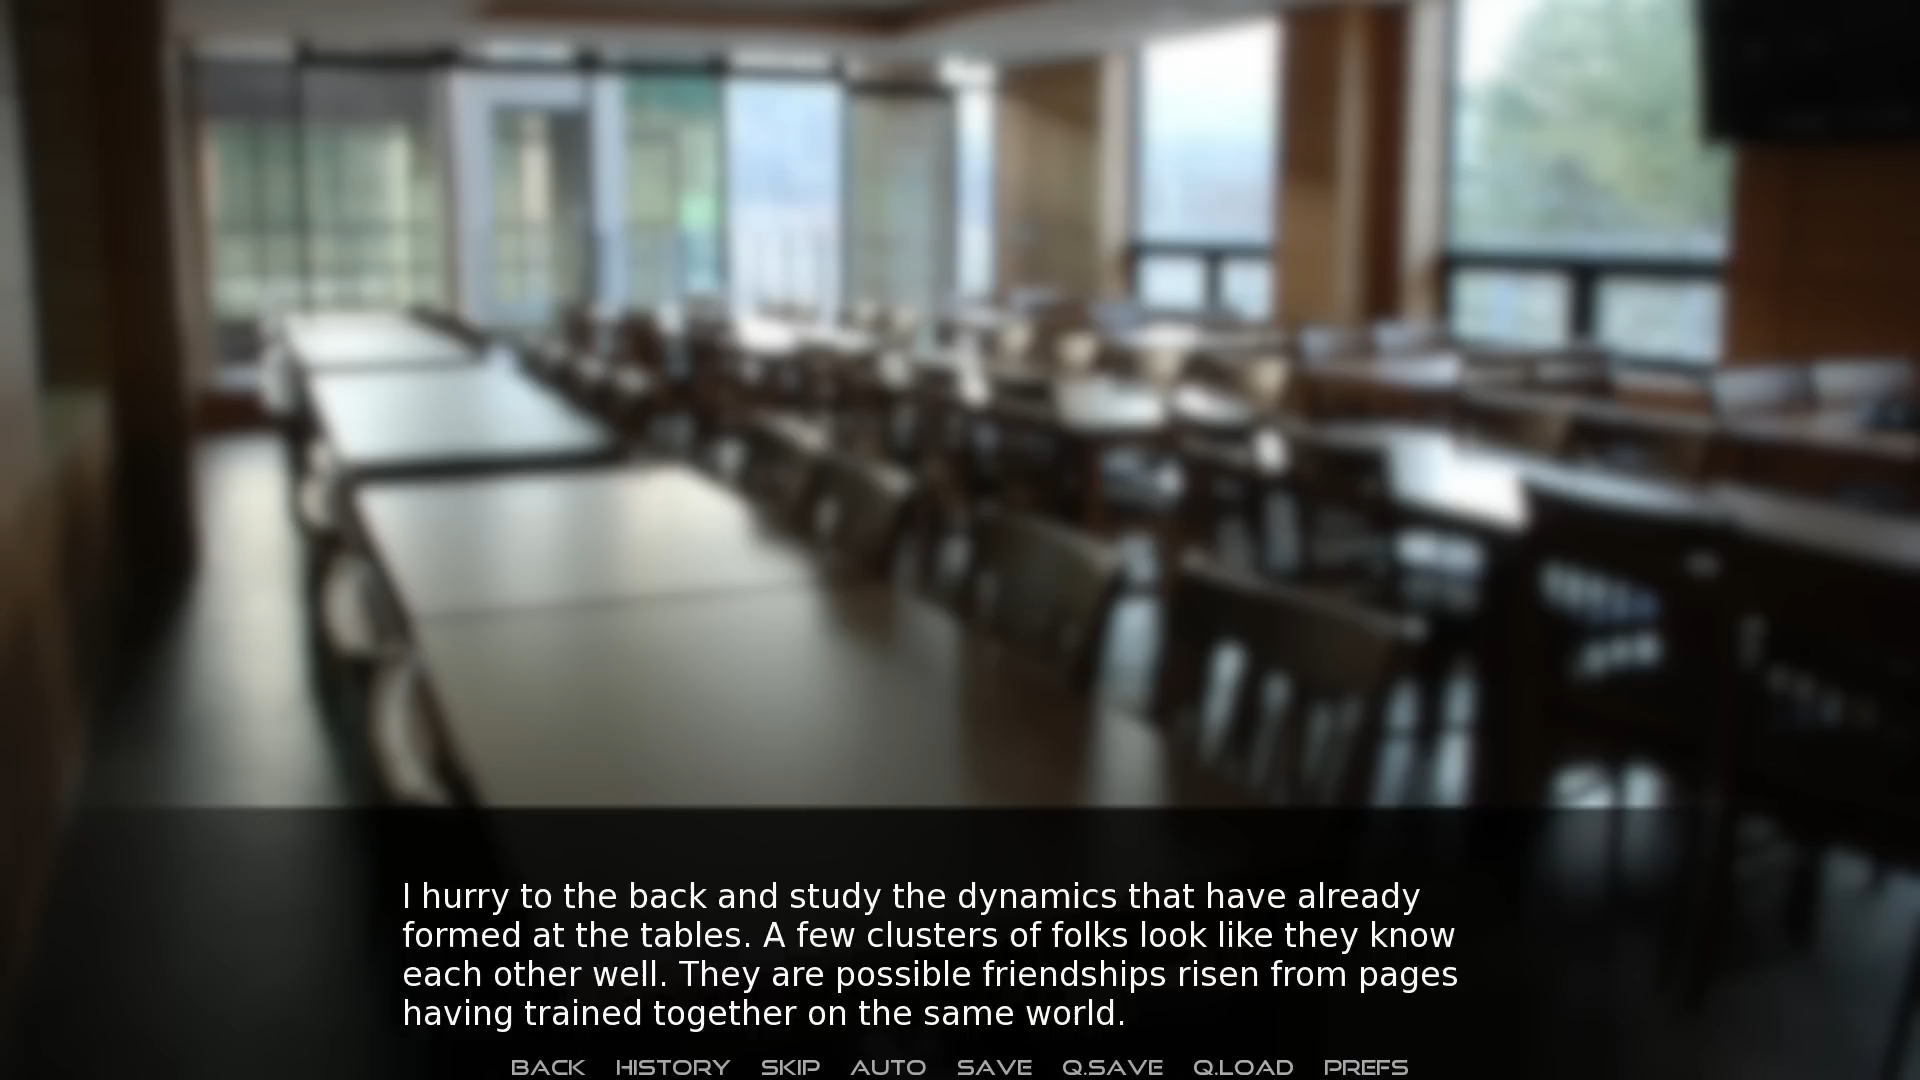 I hurry to the back and study the dynamics that have already
formed at the tables. A few clusters of folks look like they know
each other well. They are possible friendships risen from pages
having trained together on the same world.
BACK HISTORY SKIP AUTO SAVE Q.SAVE Q.LOAD PREFS